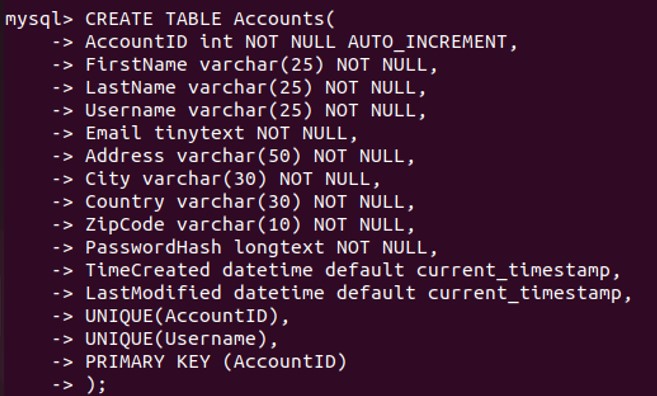 mysql> CREATE TABLE Accounts(
    -> AccountID int NOT NULL AUTO_INCREMENT,
    -> FirstName varchar(25) NOT NULL,
    -> LastName varchar(25) NOT NULL,
    -> Username varchar(25) NOT NULL,
    -> Email tinytext NOT NULL,
    -> Address varchar(50) NOT NULL,
    -> City varchar(30) NOT NULL,
    -> Country varchar(30) NOT NULL,
    -> ZipCode varchar(10) NOT NULL,
    -> PasswordHash longtext NOT NULL,
    -> TimeCreated datetime default current_timestamp,
    -> LastModified datetime default current_timestamp,
    -> UNIQUE(AccountID),
    -> UNIQUE(Username),
    -> PRIMARY KEY (AccountID)
    -> );